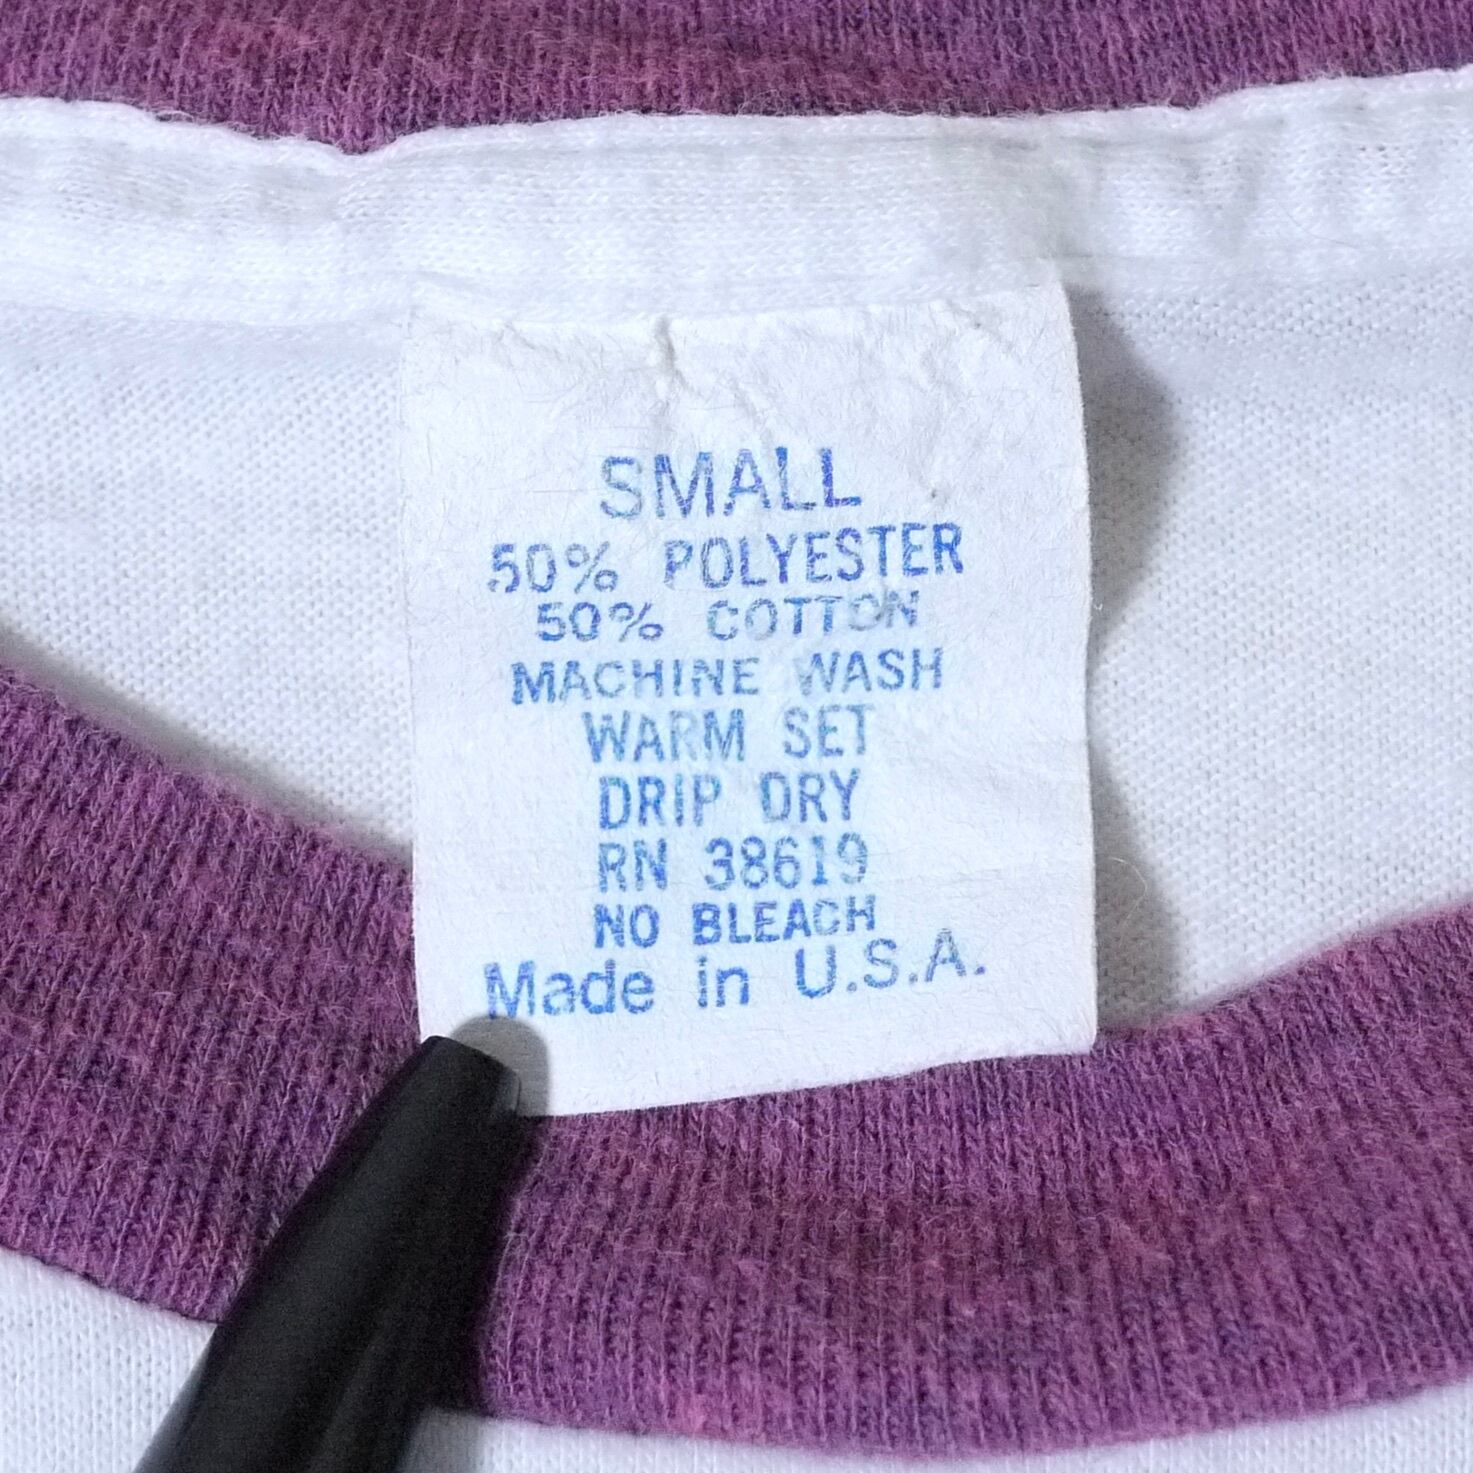 SMALL
50% POLYESTER
50% COTTON
MACHINE WASH
WARM SET
DRIP DRY
RN 38619
NO BLEACH
Made in U.S.A.